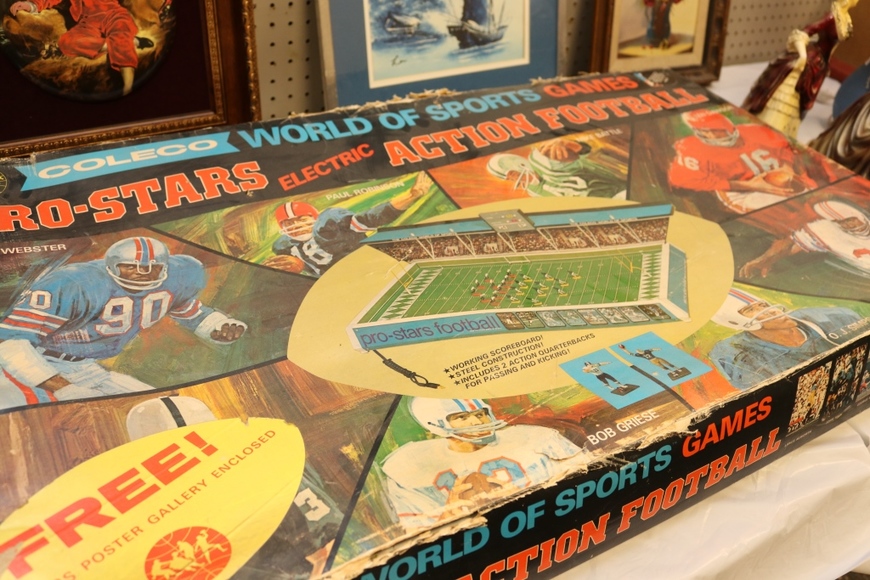 COLECO WORLD OF SPORTS GAMES
RO-STARS ELECTRIC ACTION FOOTBALL
PAUL ROBINSON
WEBSTER
90
18
16
pro-stars football
★WORKING SCOREBOARD!
★STEEL CONSTRUCTION!
★INCLUDES 2 ACTION QUARTERBACKS
FOR PASSING AND KICKING!
BOB GRIESE
FREE!
S POSTER GALLERY ENCLOSED
WORLD OF SPORTS GAMES
ACTION FOOTBALL